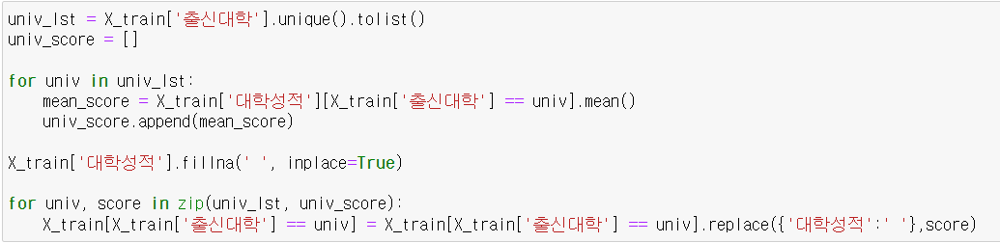 univ_lst = X_train['출신대학'].unique().tolist()
univ_score = []
for univ in univ_lst:
    mean_score = X_train['대학성적'][X_train['출신대학'] == univ].mean()
    univ_score.append(mean_score)
X_train['대학성적'].fillna(' ', inplace=True)
for univ, score in zip(univ_lst, univ_score):
    X_train[X_train['출신대학'] == univ] = X_train[X_train['출신대학'] == univ].replace({'대학성적':' '},score)